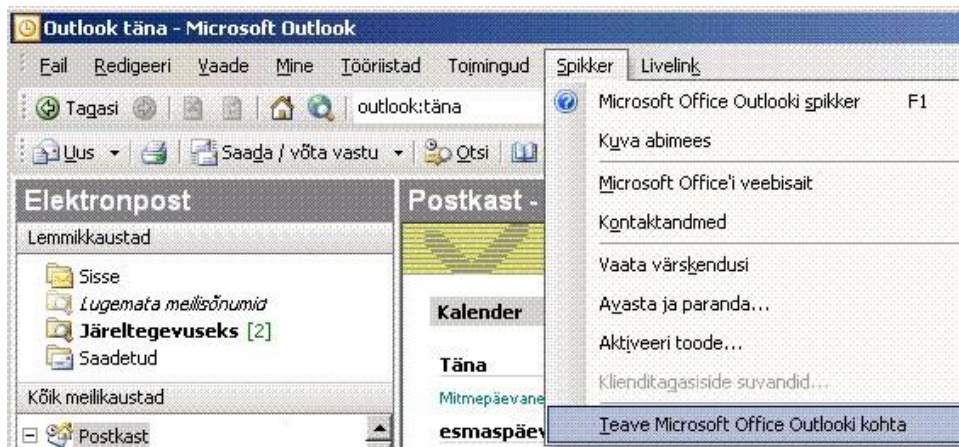 Outlook täna - Microsoft Outlook
Fail Redigeeri Vaade Mine Tööriistad Toimingud Spikker Livelink
Tagasi outlook:täna
Uus Saada / võta vastu Otsi
Microsoft Office Outlooki spikker F1
Kuva abimees
Microsoft Office'i veebisait
Kontaktandmed
Vaata värskendusi
Avasta ja paranda...
Aktiveeri toode...
Klienditagasiside suvandid...
Teave Microsoft Office Outlooki kohta
Elektronpost
Lemmikkaustad
Sisse
Lugemata meilisõnumid
Järeltegevuseks [2]
Saadetud
Kõik meilikaustad
Postkast
Postkast -
Kalender
Täna
Mitmepäevane
esmaspäev